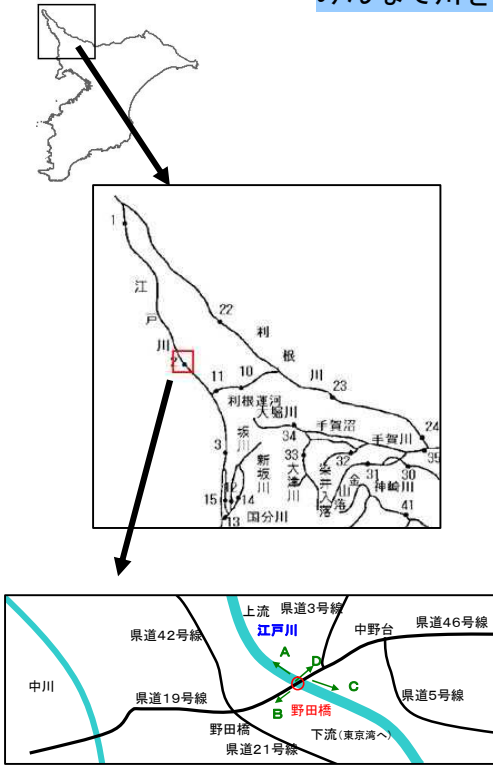 1
江
戸
川
22
利
根
川
2
11
10
利根運河
23
大堀川
手賀沼
24
手賀川
34
35
3
坂
川
新
坂
川
33
大
津
川
32
染
井
入
落
31
金
山
落
30
神崎川
15
12
14
13
国分川
41
上流
県道3号線
江戸川
県道42号線
中野台
県道46号線
A
D
C
中川
県道19号線
B
野田橋
県道5号線
野田橋
下流(東京湾へ)
県道21号線